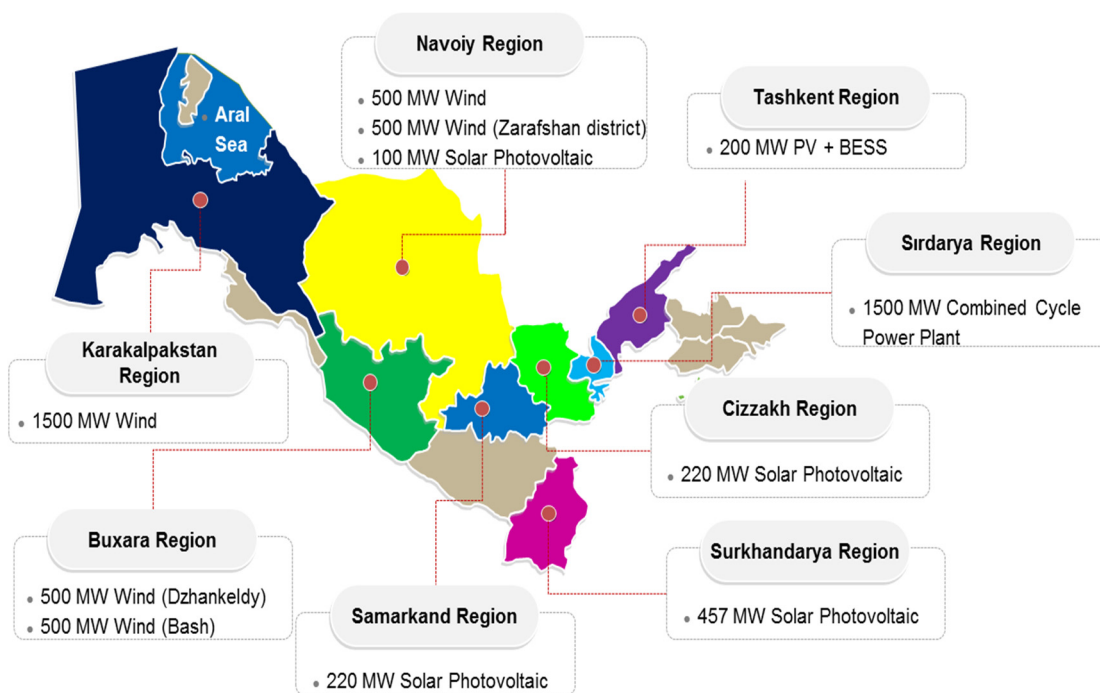 Navoiy Region
• 500 MW Wind
• 500 MW Wind (Zarafshan district)
• 100 MW Solar Photovoltaic
Tashkent Region
• 200 MW PV + BESS
• Aral
Sea
Sırdarya Region
• 1500 MW Combined Cycle
Power Plant
Karakalpakstan
Region
• 1500 MW Wind
Cizzakh Region
• 220 MW Solar Photovoltaic
Buxara Region
• 500 MW Wind (Dzhankeldy)
• 500 MW Wind (Bash)
Samarkand Region
• 220 MW Solar Photovoltaic
Surkhandarya Region
• 457 MW Solar Photovoltaic